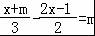 x+m/3 - 2x-1/2 =m